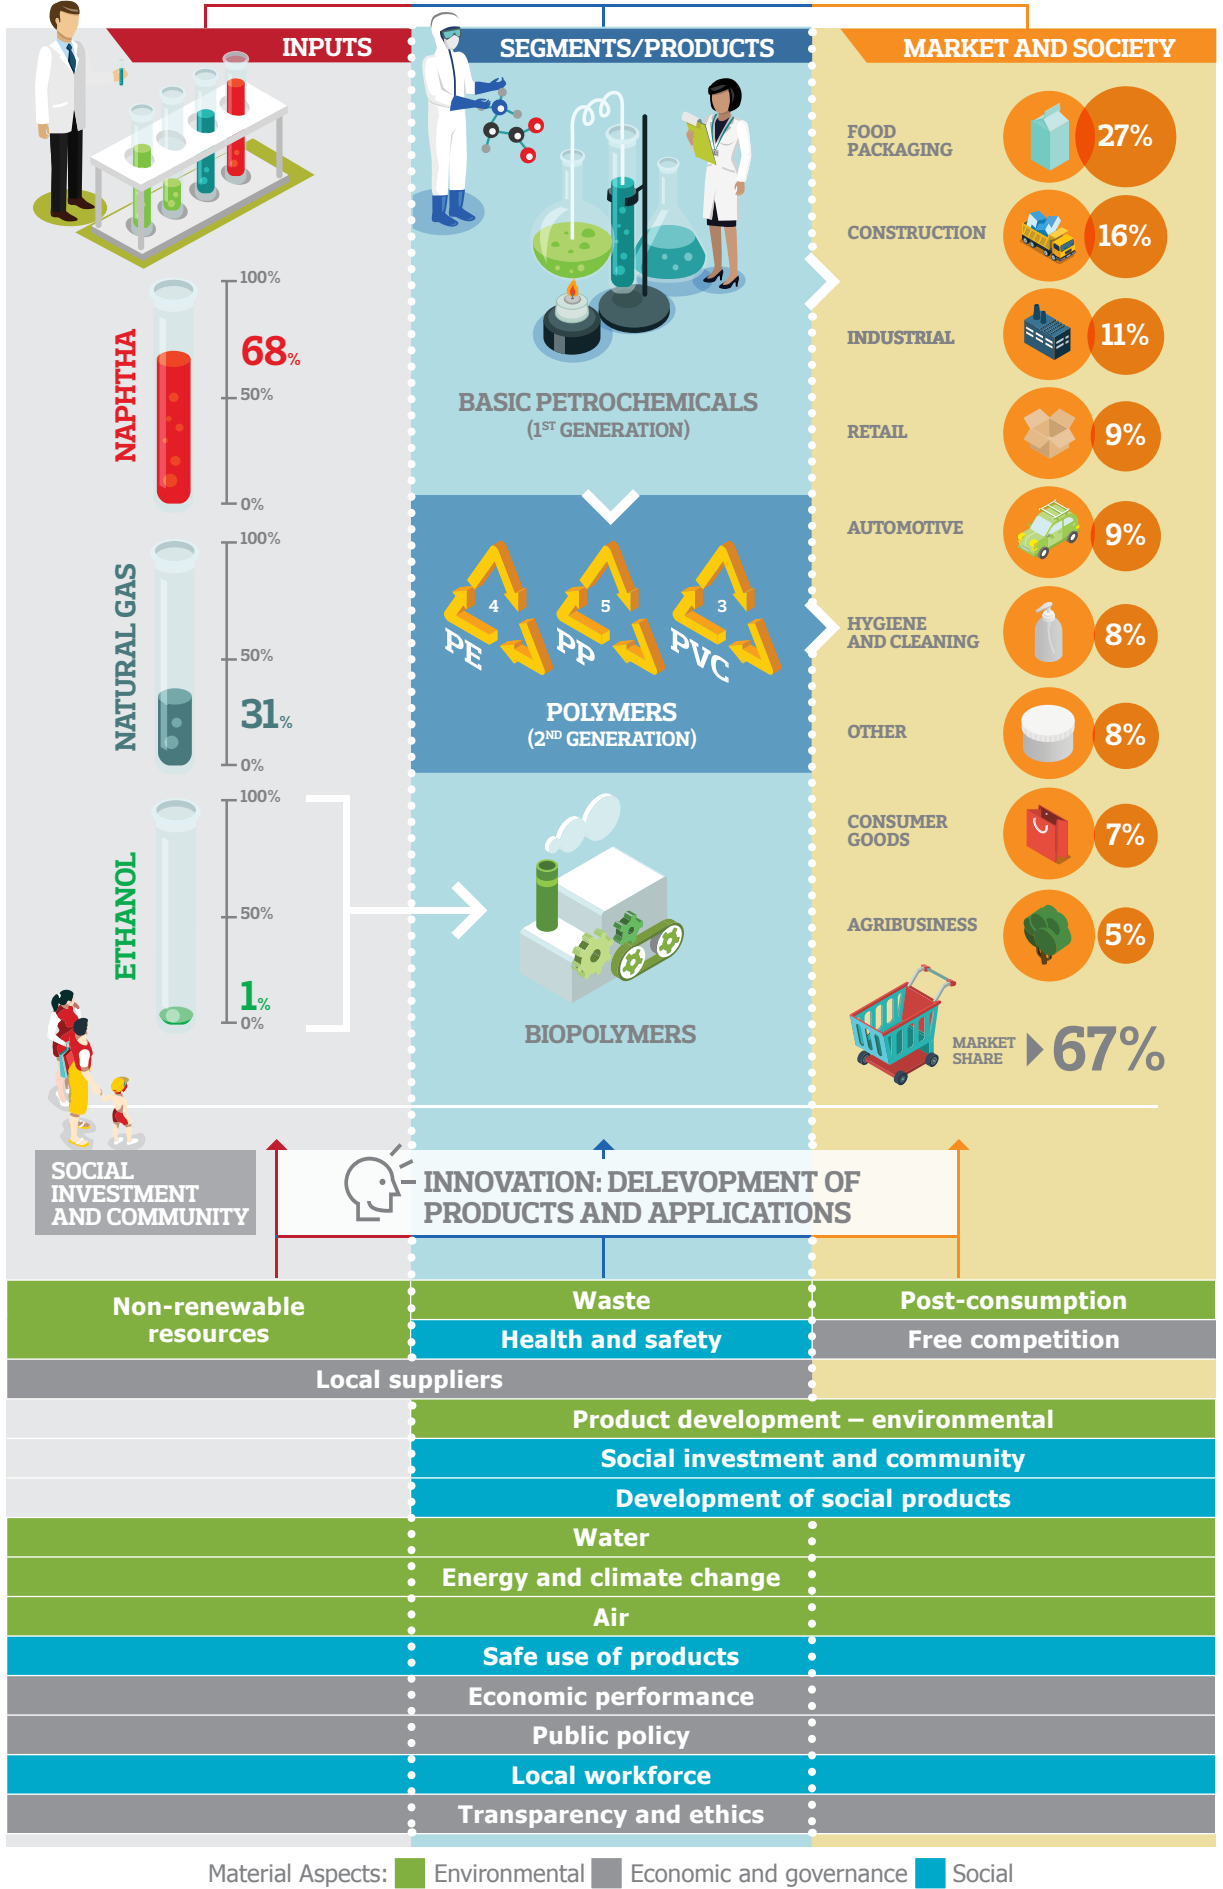 INPUTS
SEGMENTS/PRODUCTS
MARKET AND SOCIETY
NAPHTHA
100%
68%
50%
0%
NATURAL GAS
100%
50%
31%
0%
ETHANOL
100%
50%
1%
0%
BASIC PETROCHEMICALS
(1ST GENERATION)
4
PE
5
PP
3
PVC
POLYMERS
(2ND GENERATION)
BIOPOLYMERS
FOOD
PACKAGING
27%
CONSTRUCTION
16%
INDUSTRIAL
11%
RETAIL
9%
AUTOMOTIVE
9%
HYGIENE
AND CLEANING
8%
OTHER
8%
CONSUMER
GOODS
7%
AGRIBUSINESS
5%
MARKET
SHARE
67%
SOCIAL
INVESTMENT
AND COMMUNITY
INNOVATION: DELEVOPMENT OF
PRODUCTS AND APPLICATIONS
Non-renewable
resources
Waste
Post-consumption
Health and safety
Free competition
Local suppliers
Product development – environmental
Social investment and community
Development of social products
Water
Energy and climate change
Air
Safe use of products
Economic performance
Public policy
Local workforce
Transparency and ethics
Material Aspects: Environmental Economic and governance Social